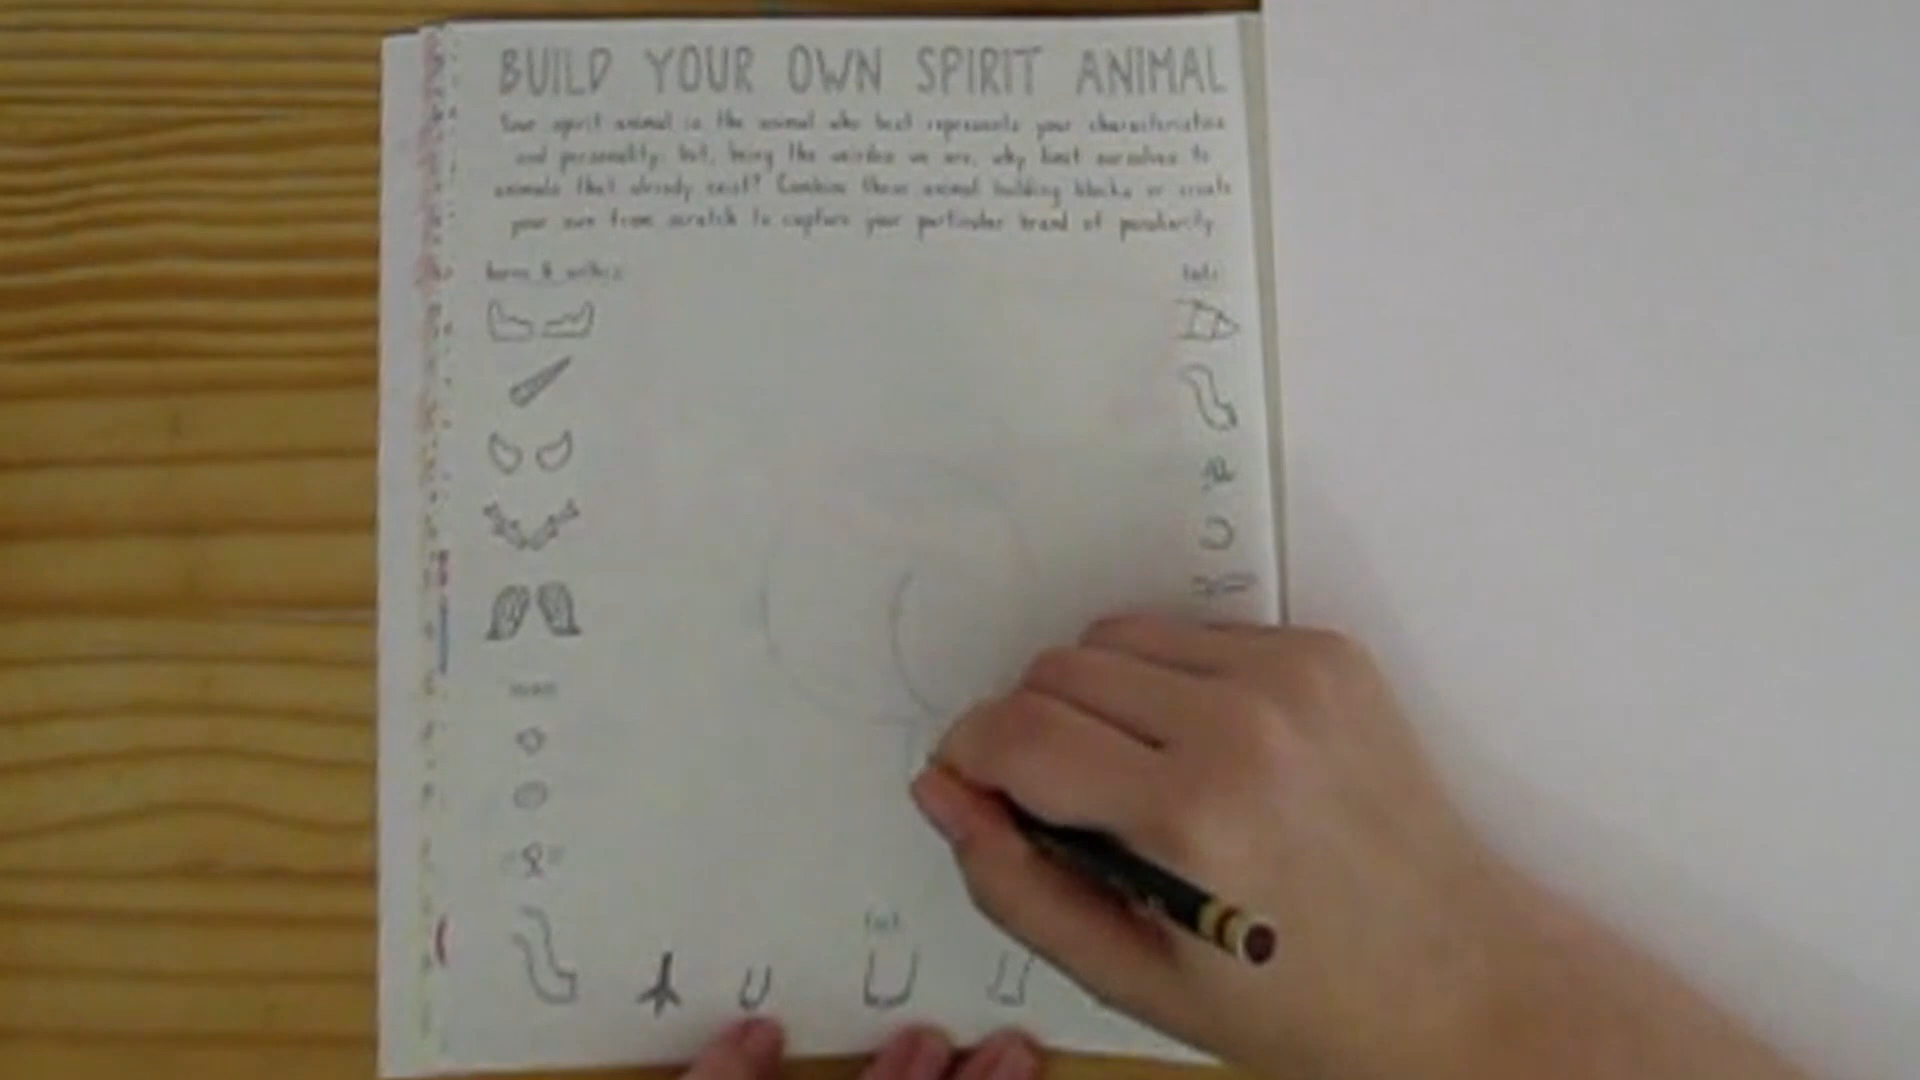 BUILD YOUR OWN SPIRIT ANIMAL
Your spirit animal is the animal who best represents your characteristics
and personality; but, being the weirdos we are, why limit ourselves to
animals that already exist? Combine these animal building blocks or create
your own from scratch to capture your particular brand of peculiarity.
horns & antlers:
tails:
noses:
feet: